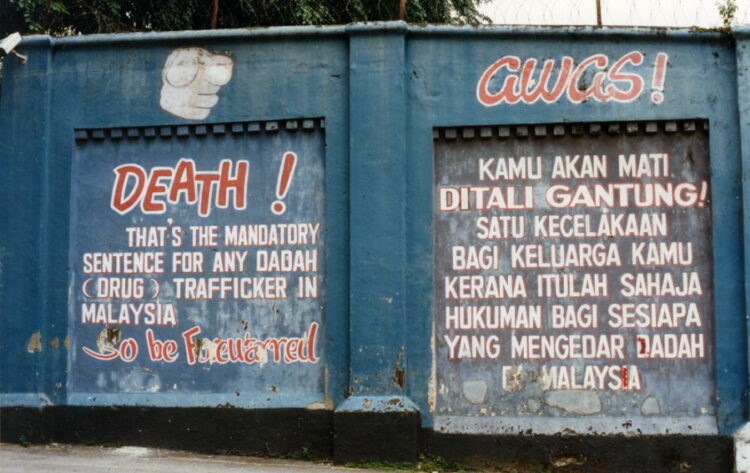 DEATH !
THAT'S THE MANDATORY
SENTENCE FOR ANY DADAH
(DRUG) TRAFFICKER IN
MALAYSIA
So be Forewarned
awas!
KAMU AKAN MATI
DITALI GANTUNG!
SATU KECELAKAAN
BAGI KELUARGA KAMU
KERANA ITULAH SAHAJA
HUKUMAN BAGI SESIAPA
YANG MENGEDAR DADAH
DI MALAYSIA